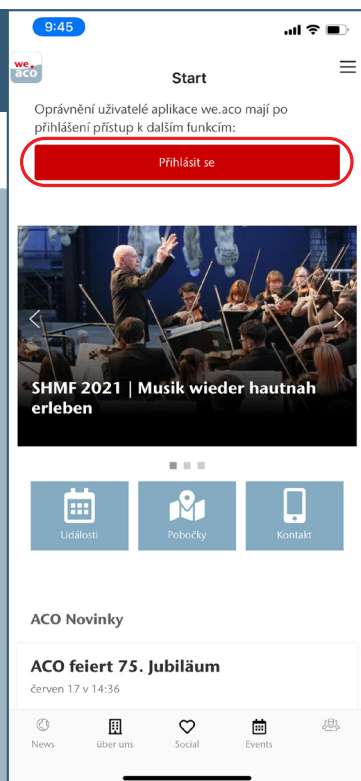 9:45
we.
aco
Start
Oprávnění uživatelé aplikace we.aco mají po
přihlášení přístup k dalším funkcím:
Přihlásit se
SHMF 2021 | Musik wieder hautnah
erleben
Události
Pobočky
Kontakt
ACO Novinky
ACO feiert 75. Jubiläum
červen 17 v 14:36
News
über uns
Social
Events